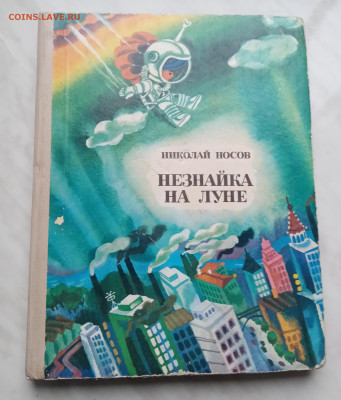 COINS.LAVE.RU
НИКОЛАЙ НОСОВ
НЕЗНАЙКА
НА ЛУНЕ